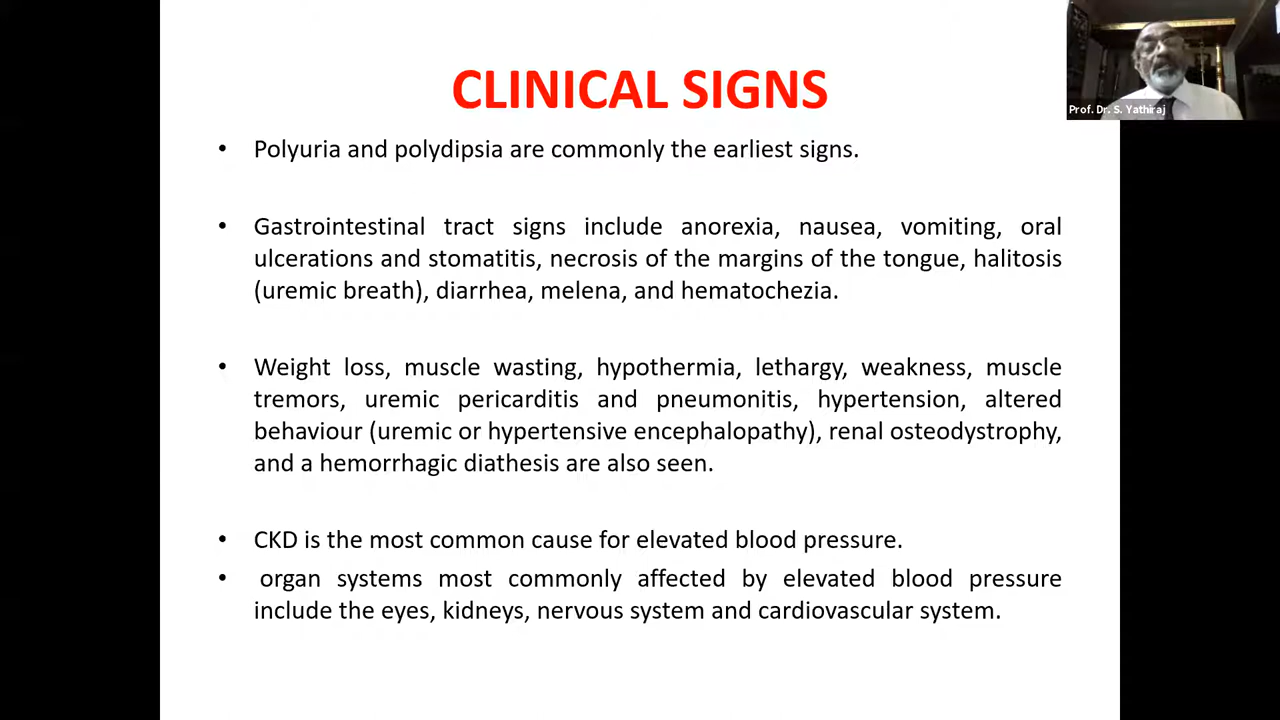 CLINICAL SIGNS
Prof. Dr. S. Yathiraj
• Polyuria and polydipsia are commonly the earliest signs.
• Gastrointestinal tract signs include anorexia, nausea, vomiting, oral
ulcerations and stomatitis, necrosis of the margins of the tongue, halitosis
(uremic breath), diarrhea, melena, and hematochezia.
• Weight loss, muscle wasting, hypothermia, lethargy, weakness, muscle
tremors, uremic pericarditis and pneumonitis, hypertension, altered
behaviour (uremic or hypertensive encephalopathy), renal osteodystrophy,
and a hemorrhagic diathesis are also seen.
• CKD is the most common cause for elevated blood pressure.
• organ systems most commonly affected by elevated blood pressure
include the eyes, kidneys, nervous system and cardiovascular system.